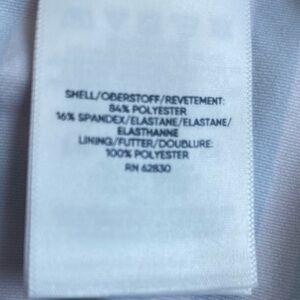 SHELL/OBERSTOFF/REVETEMENT:
84% POLYESTER
16% SPANDEX/ELASTANE/ELASTANE/
ELASTHANNE
LINING/FUTTER/DOUBLURE:
100% POLYESTER
RN 62830